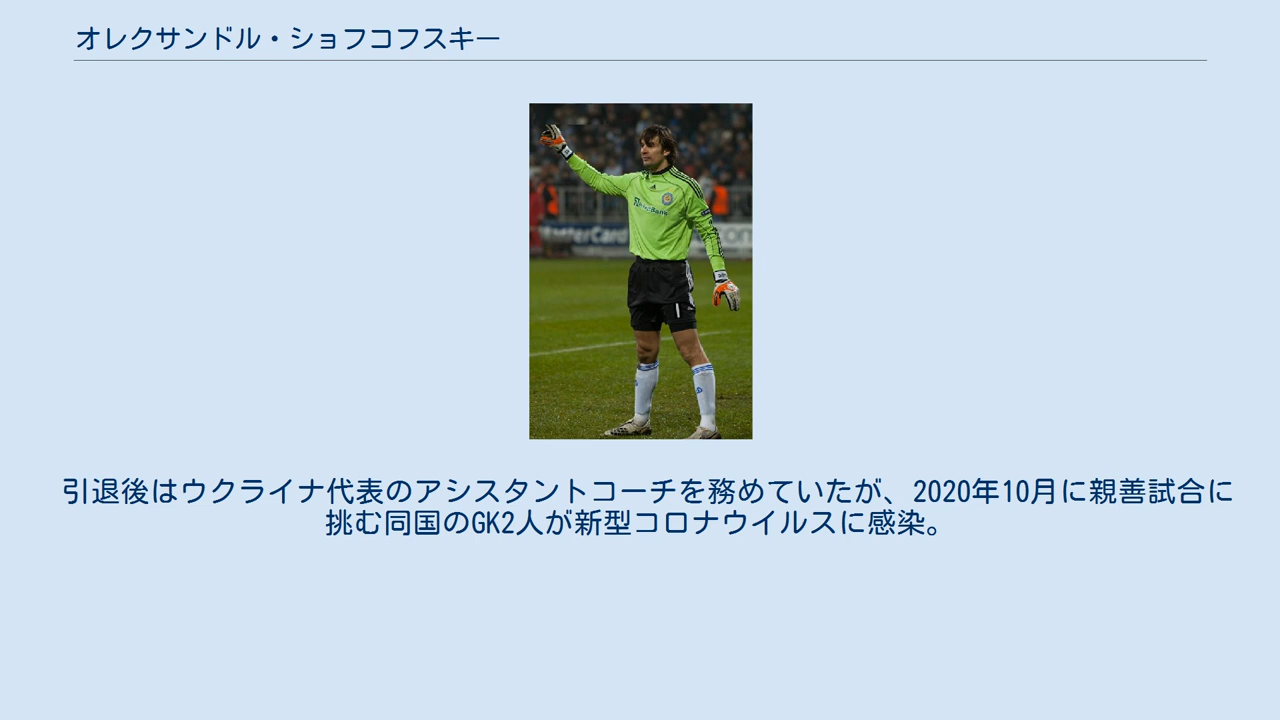 オレクサンドル・ショフコフスキー
引退後はウクライナ代表のアシスタントコーチを務めていたが、2020年10月に親善試合に
挑む同国のGK2人が新型コロナウイルスに感染。